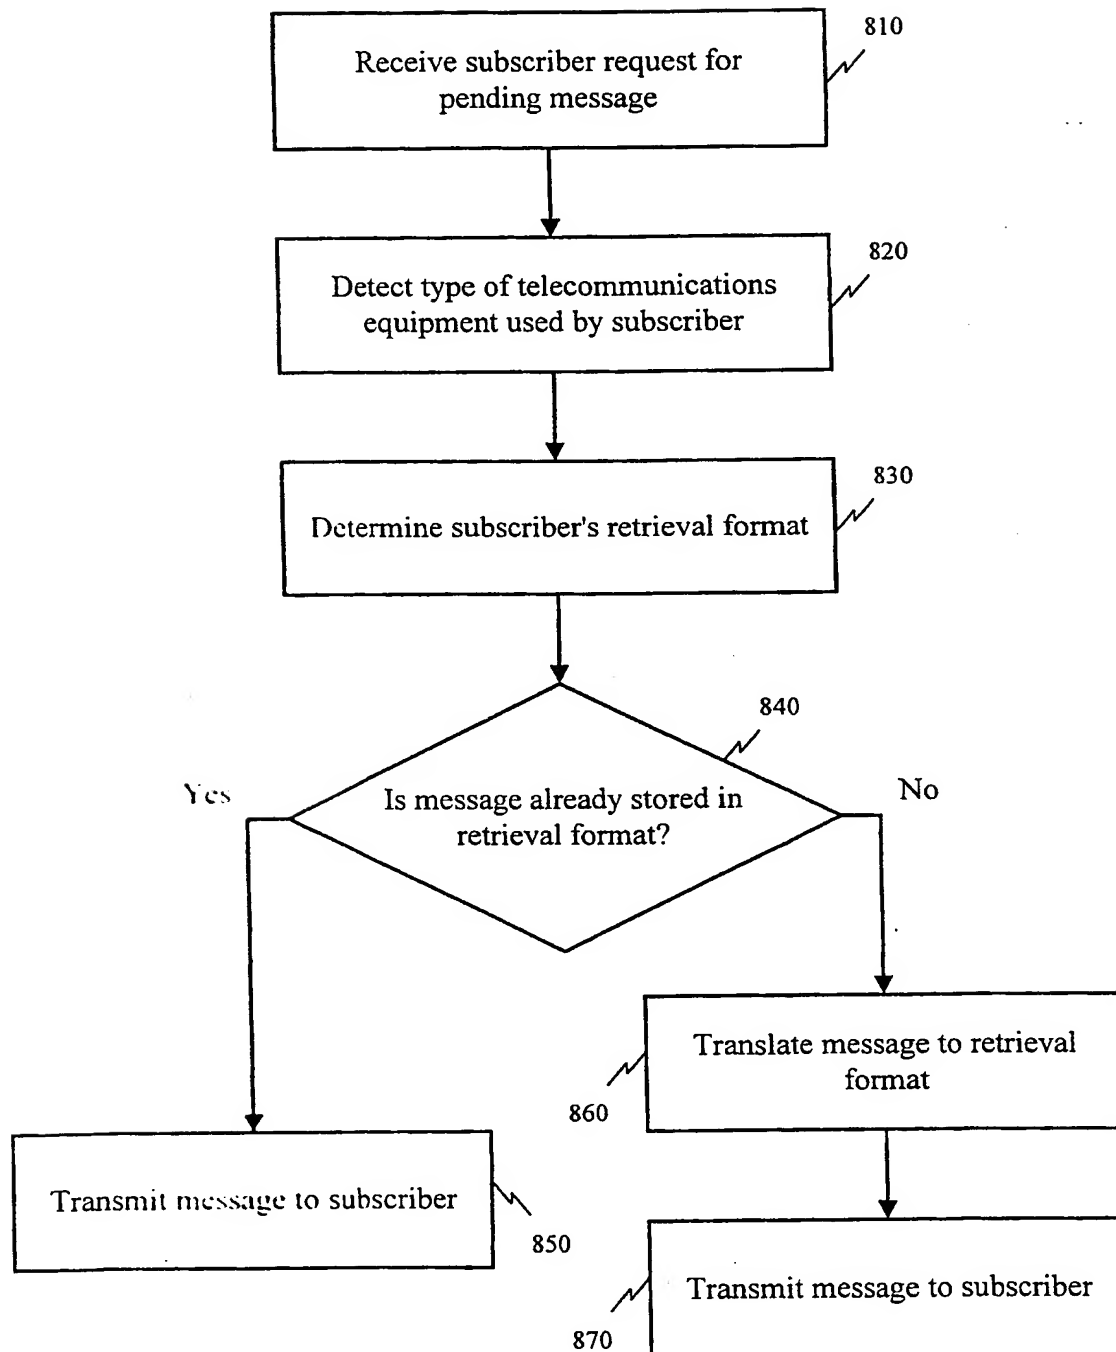 810
Receive subscriber request for
pending message
820
Detect type of telecommunications
equipment used by subscriber
830
Determine subscriber's retrieval format
840
Yes
No
Is message already stored in
retrieval format?
Translate message to retrieval
format
860
Transmit message to subscriber
850
Transmit message to subscriber
870